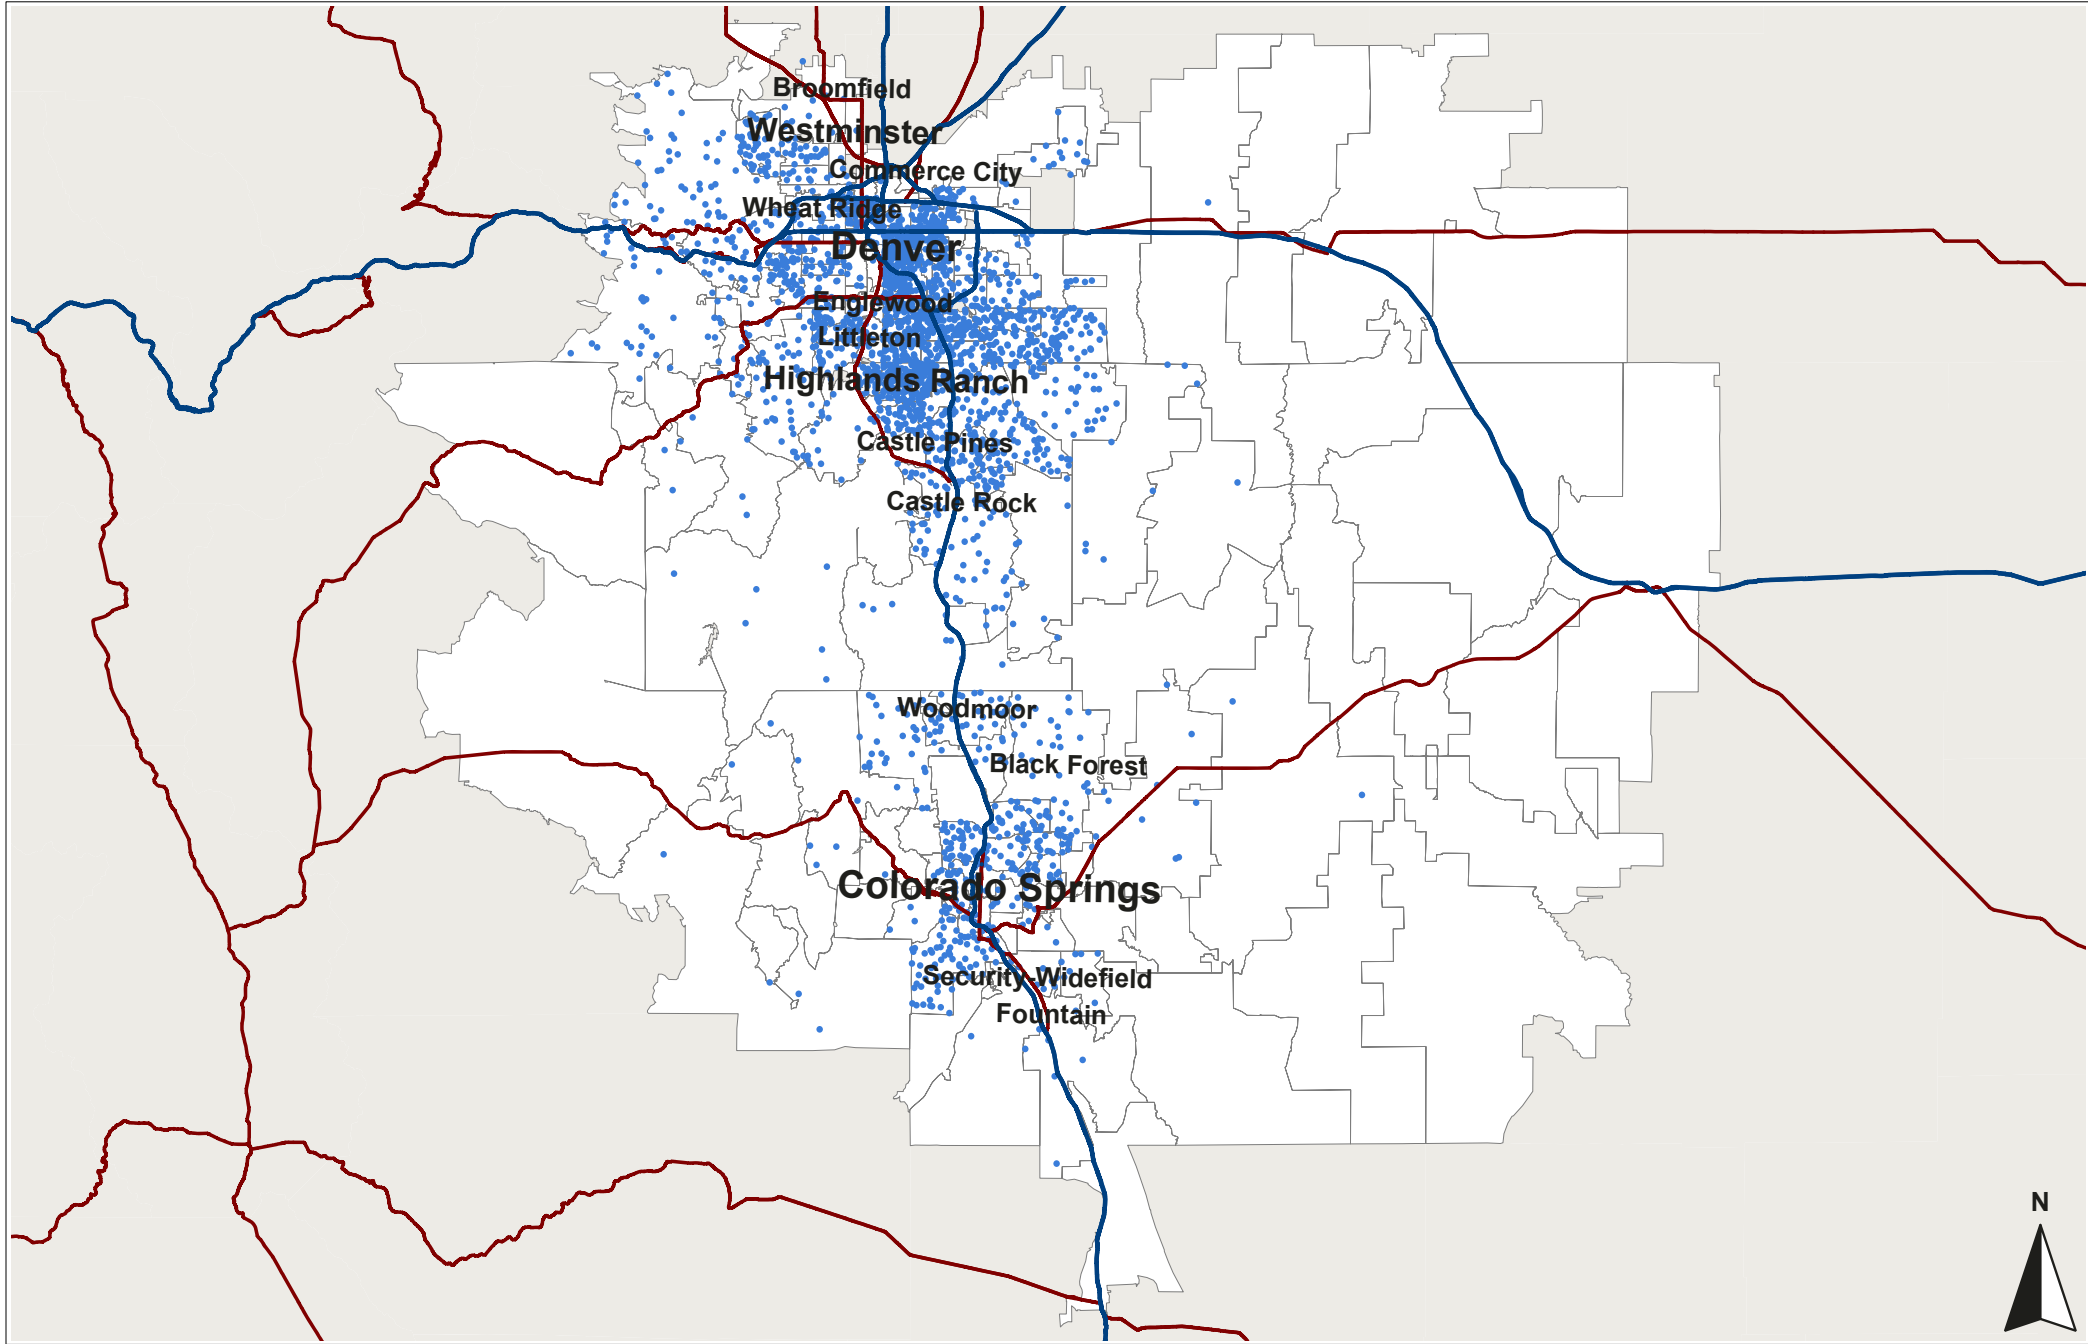 Broomfield
Westminster
Commerce City
Wheat Ridge
Denver
Englewood
Littleton
Highlands Ranch
Castle Pines
Castle Rock
Woodmoor
Black Forest
Colorado Springs
Security-Widefield
Fountain
N